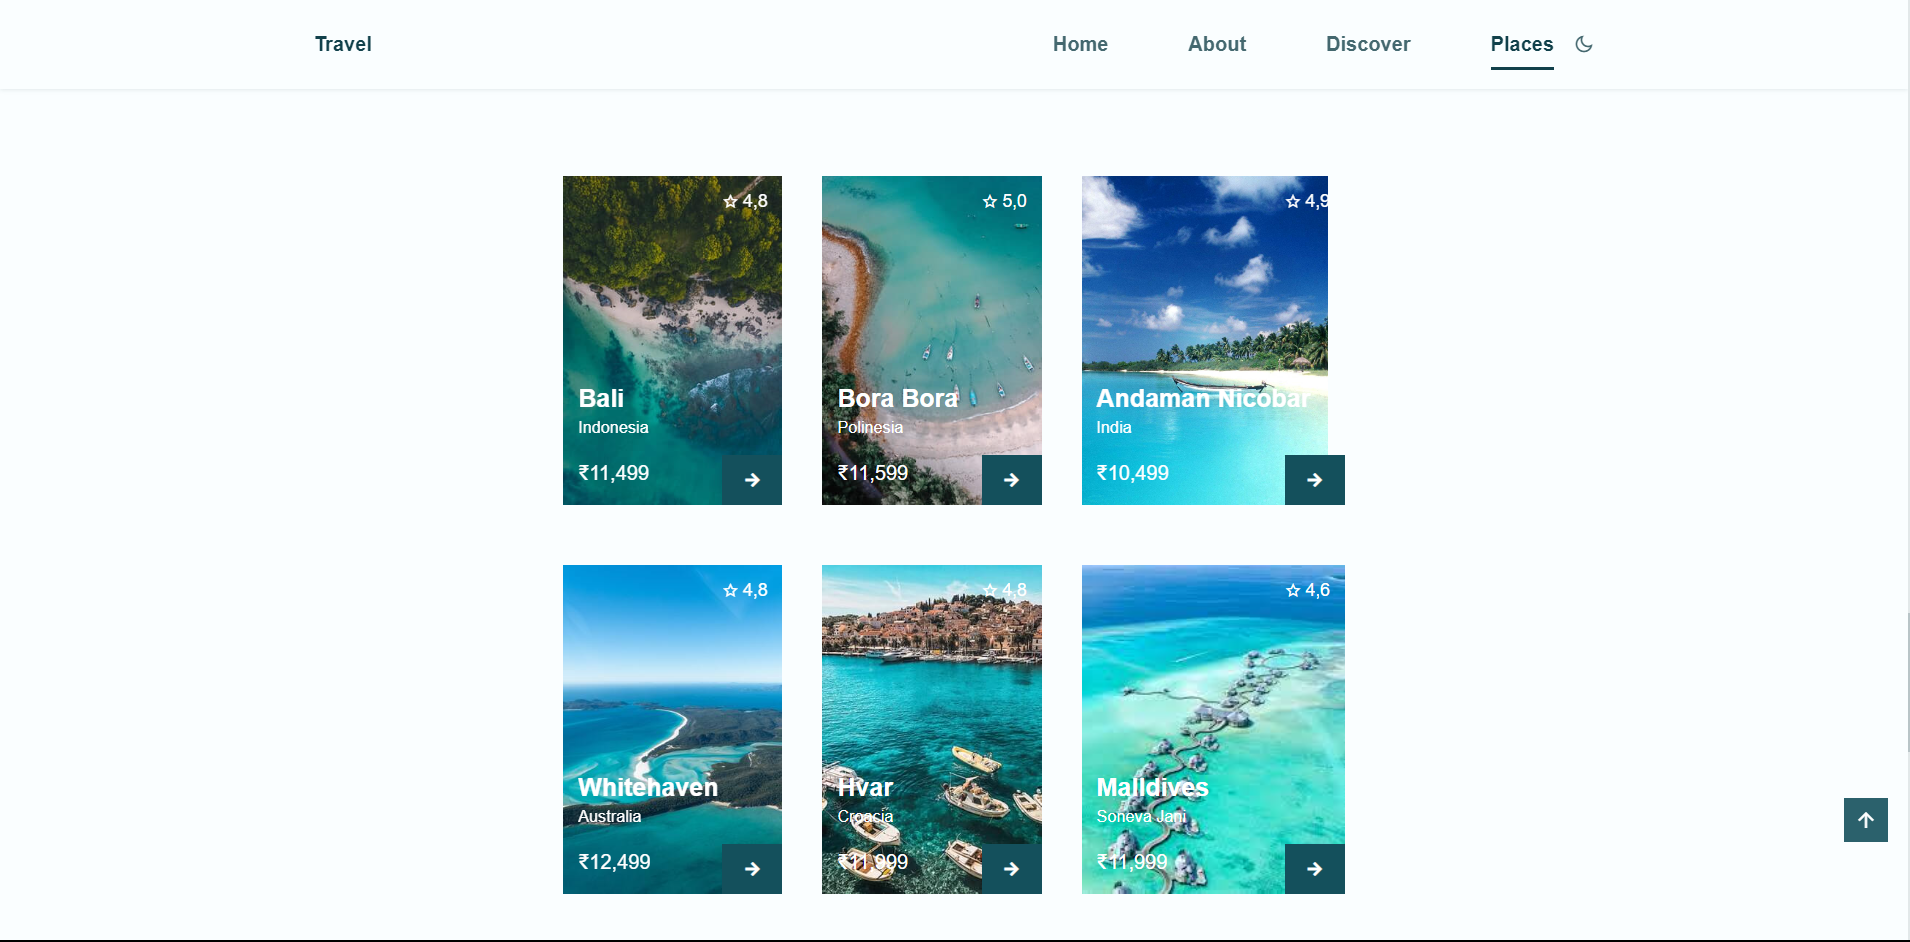 Travel
Home About Discover Places
4,8
5,0
4,9
Bali
Indonesia
₹11,499
Bora Bora
Polinesia
₹11,599
Andaman Nicobar
India
₹10,499
4,8
4,8
4,6
Whitehaven
Australia
₹12,499
Hvar
Croacia
₹11,999
Malldives
Soneva Jani
₹11,999